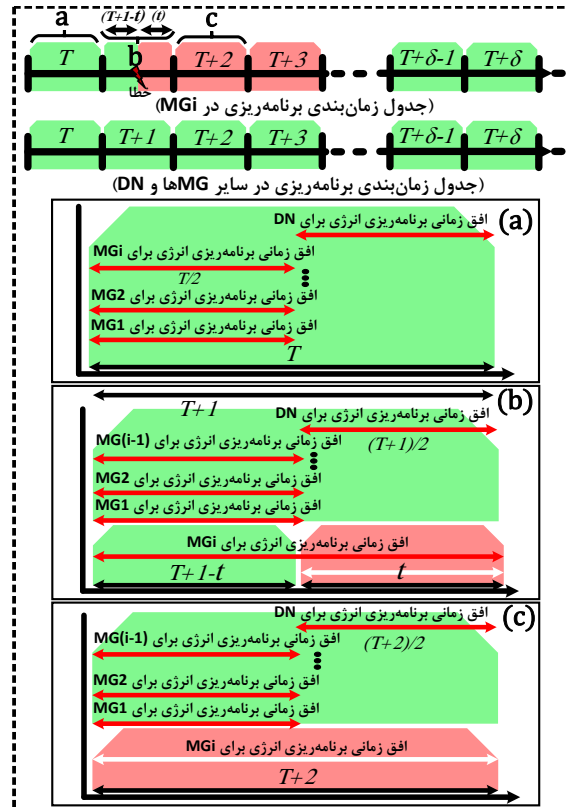 (T+1-t) (t)
a b c
T T+2 T+3 T+δ-1 T+δ
خطا
(جدول زمان‌بندی برنامه‌ریزی در MGi)
T T+1 T+2 T+3 T+δ-1 T+δ
(جدول زمان‌بندی برنامه‌ریزی در سایر MGها و DN)
(a)
افق زمانی برنامه‌ریزی انرژی برای DN
افق زمانی برنامه‌ریزی انرژی برای MGi
T/2
افق زمانی برنامه‌ریزی انرژی برای MG2
افق زمانی برنامه‌ریزی انرژی برای MG1
T
(b)
T+1
افق زمانی برنامه‌ریزی انرژی برای DN
(T+1)/2
افق زمانی برنامه‌ریزی انرژی برای MG(i-1)
افق زمانی برنامه‌ریزی انرژی برای MG2
افق زمانی برنامه‌ریزی انرژی برای MG1
افق زمانی برنامه‌ریزی انرژی برای MGi
T+1-t t
(c)
افق زمانی برنامه‌ریزی انرژی برای DN
(T+2)/2
افق زمانی برنامه‌ریزی انرژی برای MG(i-1)
افق زمانی برنامه‌ریزی انرژی برای MG2
افق زمانی برنامه‌ریزی انرژی برای MG1
افق زمانی برنامه‌ریزی انرژی برای MGi
T+2